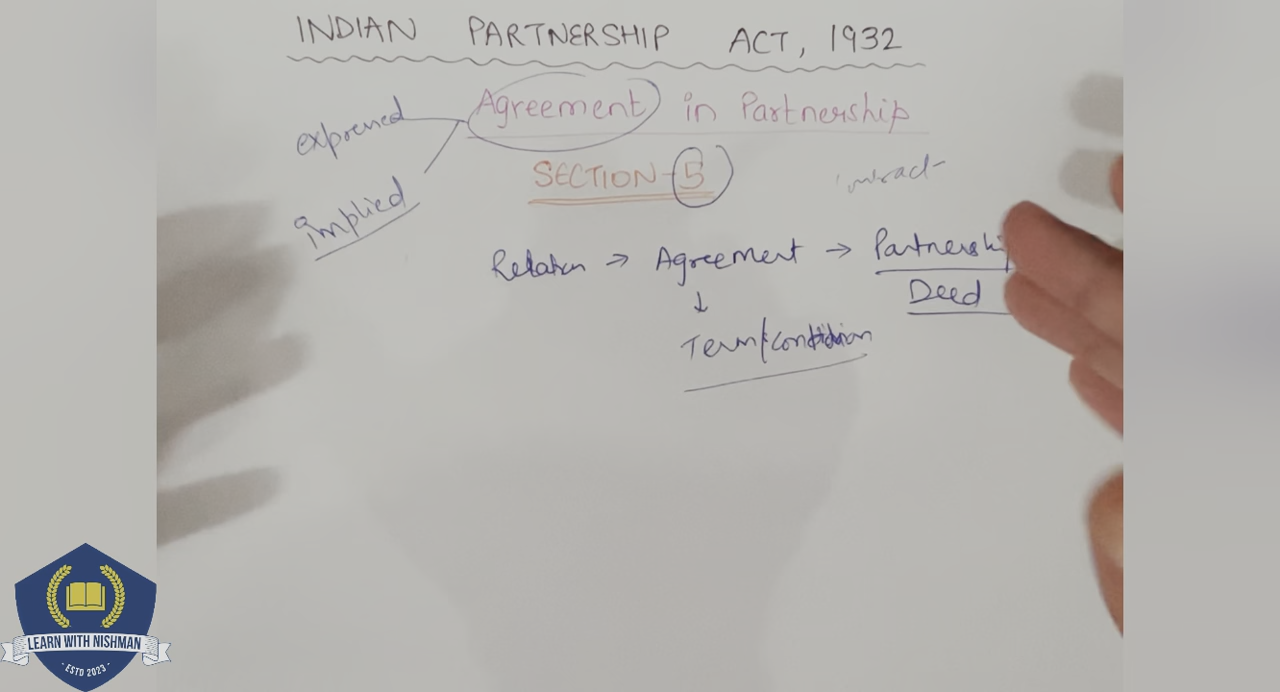 INDIAN PARTNERSHIP ACT, 1932
Agreement in Partnership
expressed
implied
SECTION-5
Relation → Agreement → Partnership
Deed
↓
Term/condition
LEARN WITH NISHMAN
- ESTD 2023 -